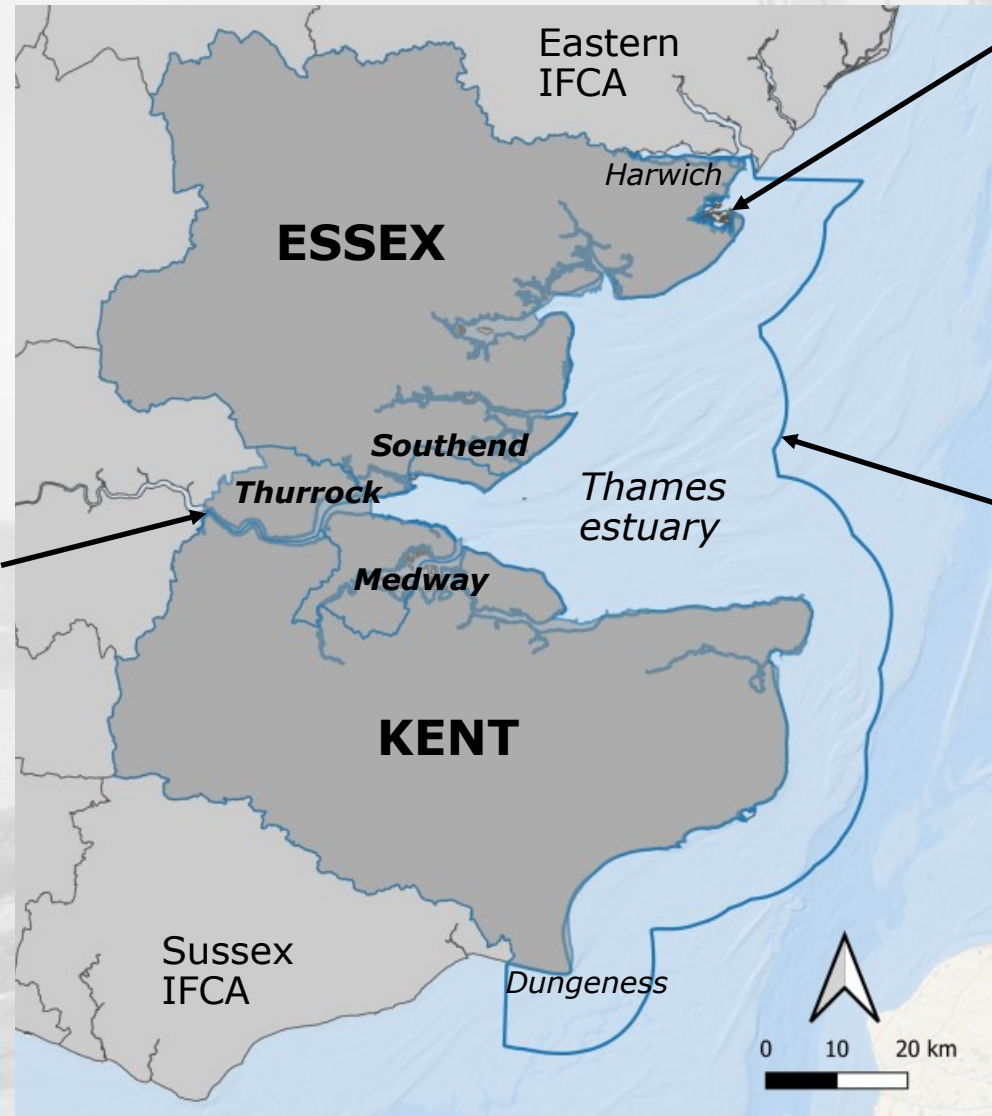 Eastern
IFCA
Harwich
ESSEX
Southend
Thurrock
Thames
estuary
Medway
KENT
Sussex
IFCA
Dungeness
0 10 20 km